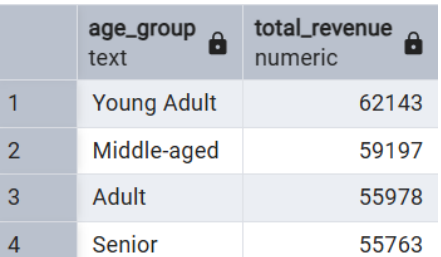 age_group total_revenue
text numeric
1 Young Adult 62143
2 Middle-aged 59197
3 Adult 55978
4 Senior 55763